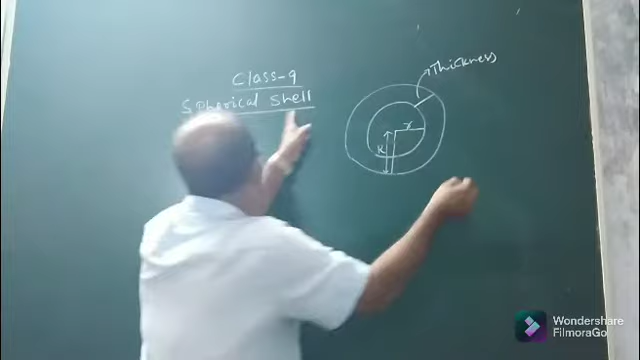 Class-9
Spherical Shell
Thickness
r
R
Wondershare
FilmoraGo